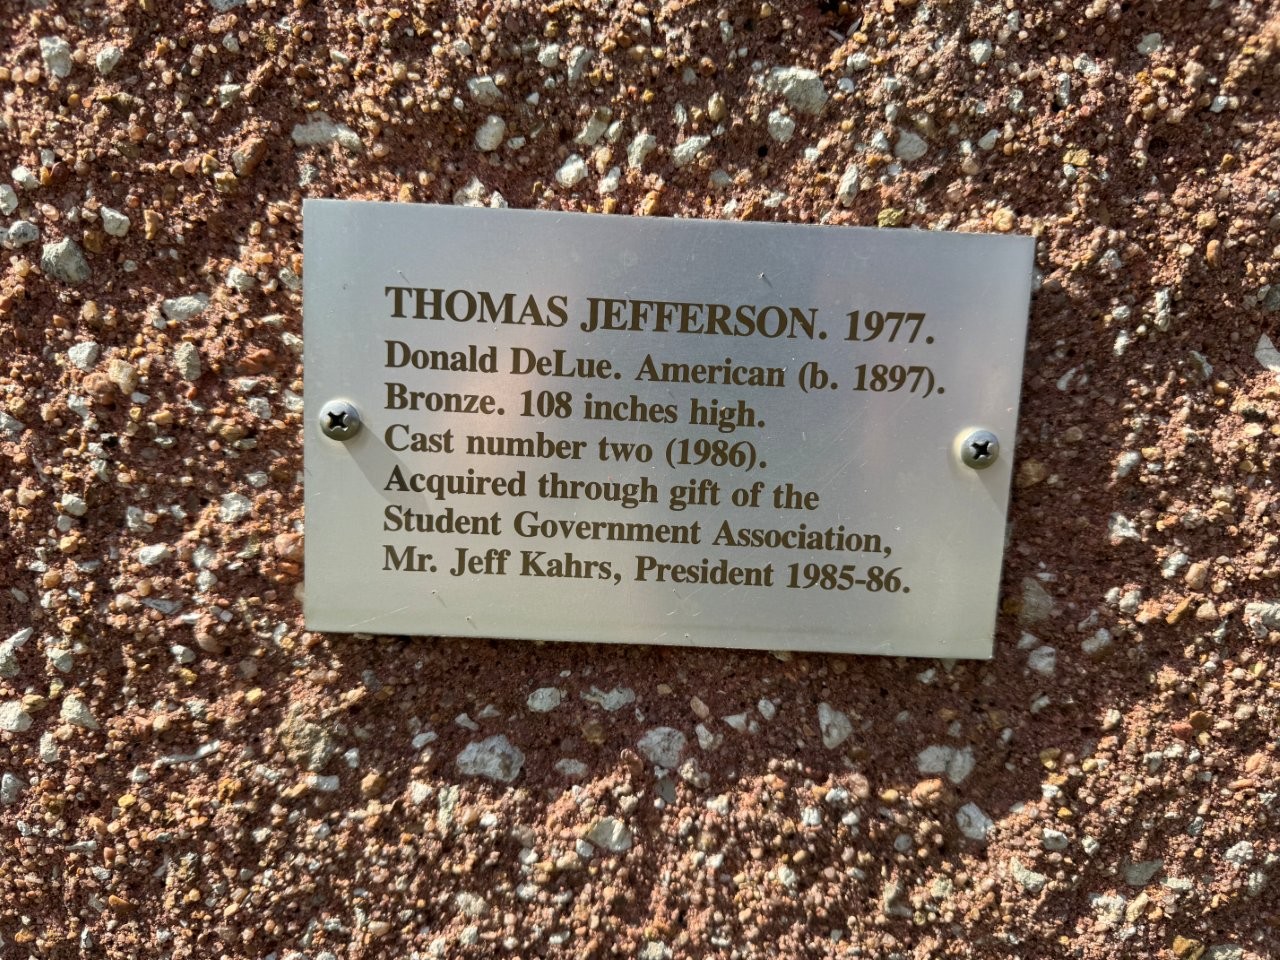 THOMAS JEFFERSON. 1977.
Donald DeLue. American (b. 1897).
Bronze. 108 inches high.
Cast number two (1986).
Acquired through gift of the
Student Government Association,
Mr. Jeff Kahrs, President 1985-86.